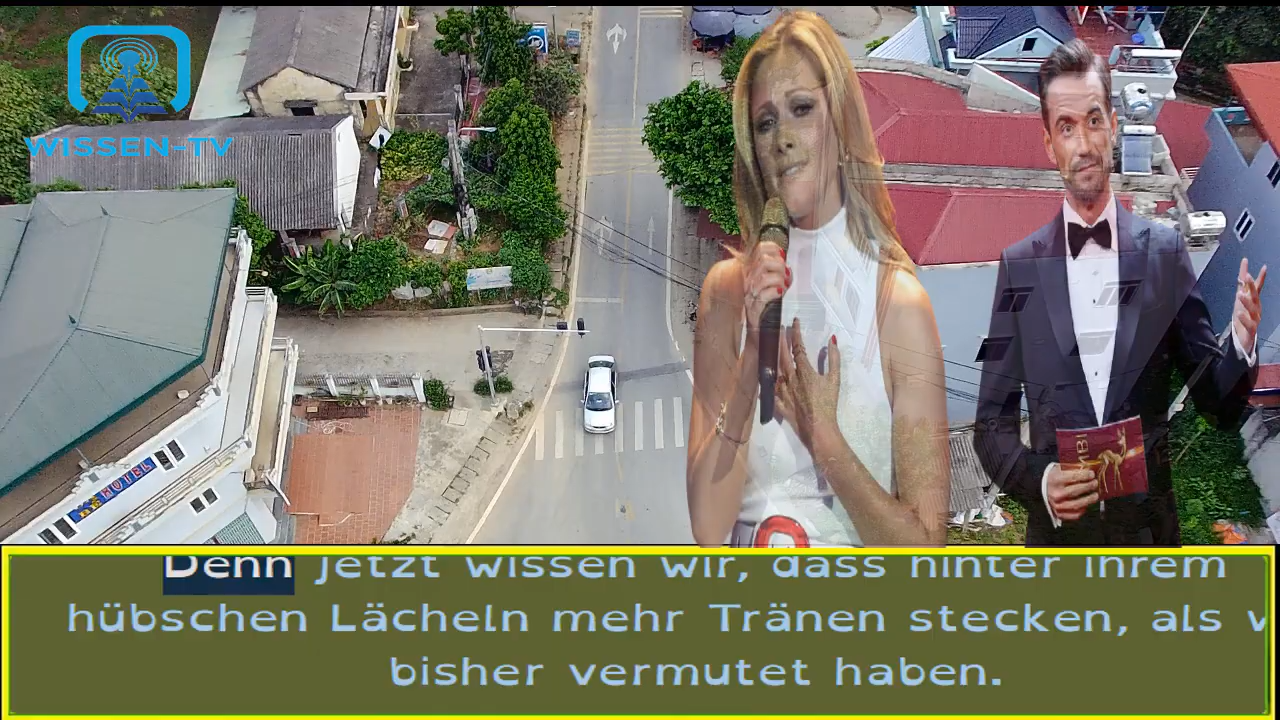 WISSEN-TV
HOTEL
BAMBI
Denn jetzt wissen wir, dass hinter ihrem
hübschen Lächeln mehr Tränen stecken, als
bisher vermutet haben.